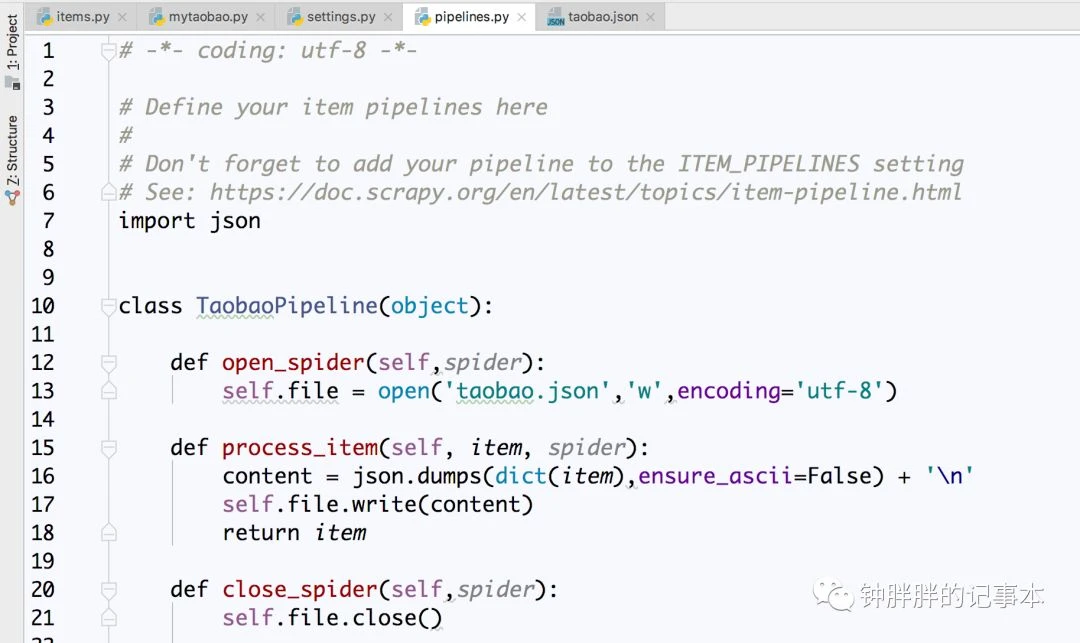 items.py mytaobao.py settings.py pipelines.py taobao.json
1: Project
7: Structure
1 # -*- coding: utf-8 -*-
2
3 # Define your item pipelines here
4 #
5 # Don't forget to add your pipeline to the ITEM_PIPELINES setting
6 # See: https://doc.scrapy.org/en/latest/topics/item-pipeline.html
7 import json
8
9
10 class TaobaoPipeline(object):
11
12     def open_spider(self,spider):
13         self.file = open('taobao.json','w',encoding='utf-8')
14
15     def process_item(self, item, spider):
16         content = json.dumps(dict(item),ensure_ascii=False) + '\n'
17         self.file.write(content)
18         return item
19
20     def close_spider(self,spider):
21         self.file.close()
钟胖胖的记事本